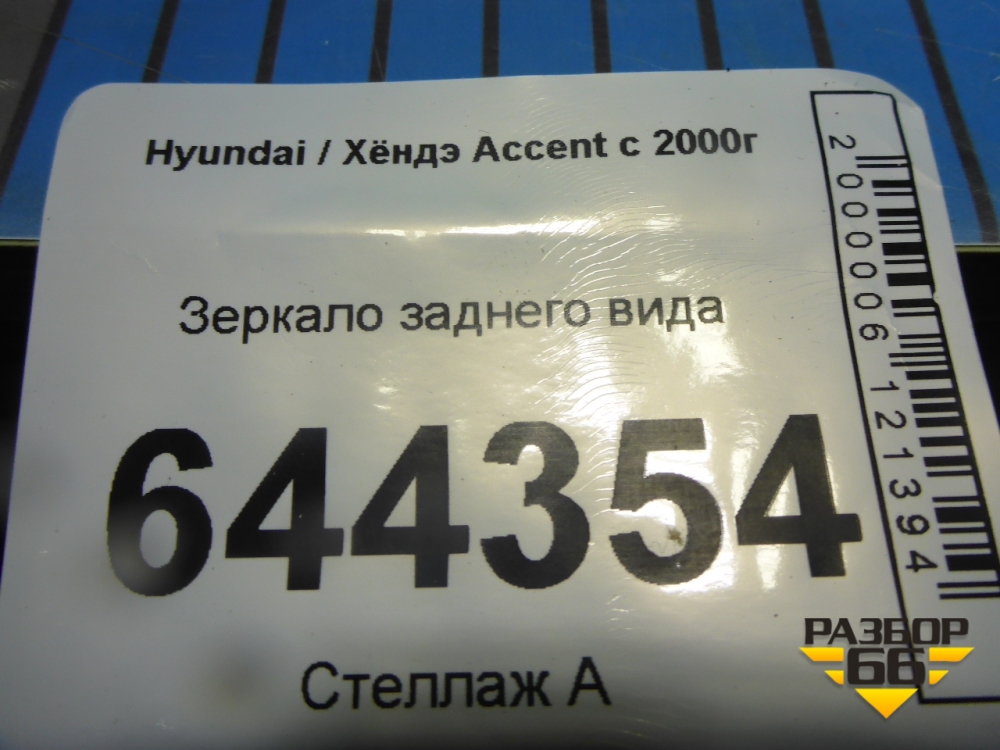 Hyundai / Хёндэ Accent с 2000г
Зеркало заднего вида
644354
Стеллаж А
2000006121394
РАЗБОР
66